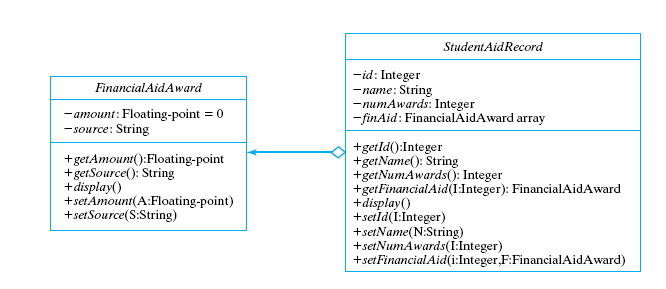 FinancialAidAward
−amount: Floating-point = 0
−source: String
+getAmount():Floating-point
+getSource(): String
+display()
+setAmount(A:Floating-point)
+setSource(S:String)
StudentAidRecord
−id: Integer
−name: String
−numAwards: Integer
−finAid: FinancialAidAward array
+getId():Integer
+getName(): String
+getNumAwards(): Integer
+getFinancialAid(I:Integer): FinancialAidAward
+display()
+setId(I:Integer)
+setName(N:String)
+setNumAwards(I:Integer)
+setFinancialAid(i:Integer,F:FinancialAidAward)